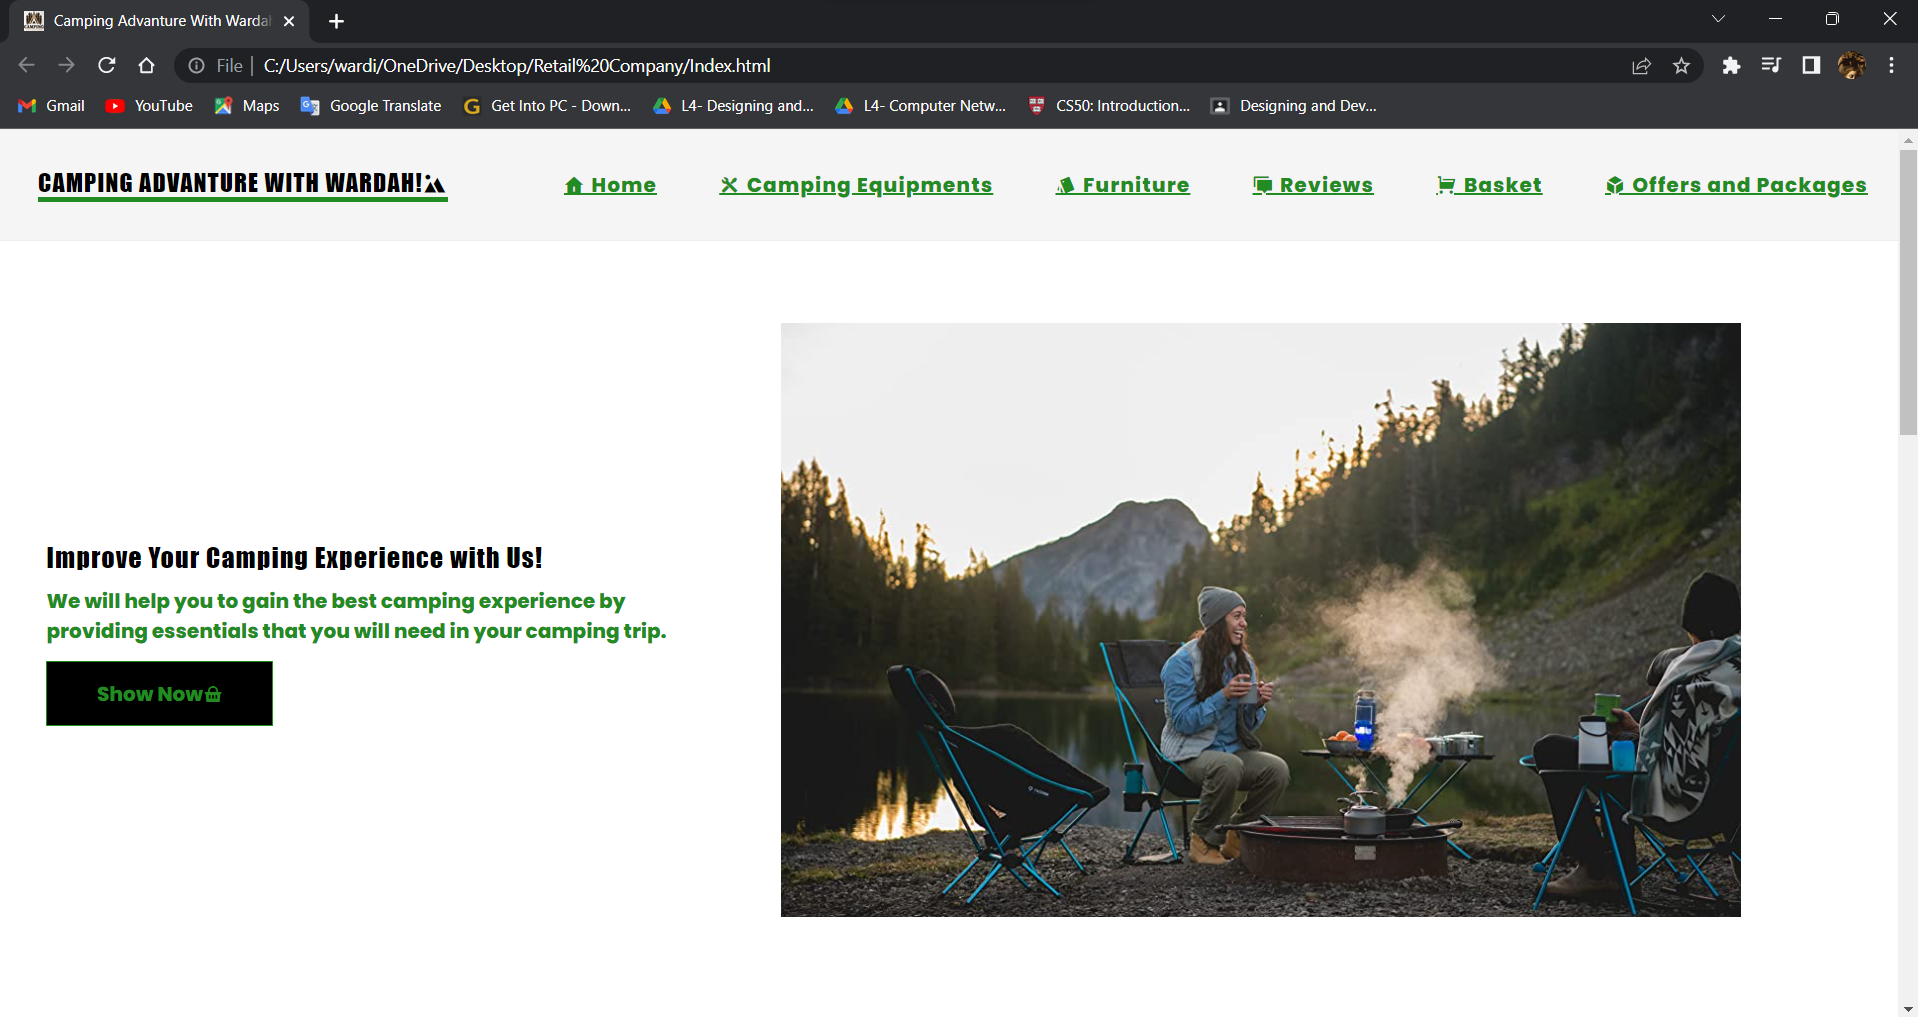 Camping Advanture With Warda
File C:/Users/wardi/OneDrive/Desktop/Retail%20Company/Index.html
Gmail YouTube Maps Google Translate Get Into PC - Down... L4- Designing and... L4- Computer Netw... CS50: Introduction... Designing and Dev...
CAMPING ADVANTURE WITH WARDAH! Home Camping Equipments Furniture Reviews Basket Offers and Packages
Improve Your Camping Experience with Us!
We will help you to gain the best camping experience by
providing essentials that you will need in your camping trip.
Show Now